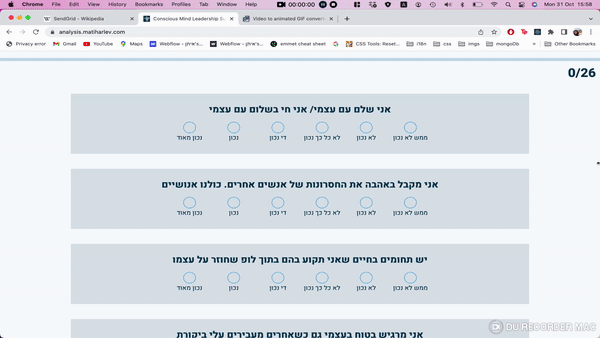 Chrome File Edit View History Bookmarks Profiles Tab Window Help 00:00:00 Mon 31 Oct 15:58
SendGrid - Wikipedia
Conscious Mind Leadership S
Video to animated GIF convert
analysis.matiharlev.com
Privacy error Gmail YouTube Maps Webflow - איתן... Webflow - איתן... emmet cheat sheet CSS Tools: Reset... i18n css imgs mongoDb Other Bookmarks
0/26
אני שלם עם עצמי/ אני חי בשלום עם עצמי
ממש לא נכון לא נכון לא כל כך נכון די נכון נכון נכון מאוד
אני מקבל באהבה את החסרונות של אנשים אחרים. כולנו אנושיים
ממש לא נכון לא נכון לא כל כך נכון די נכון נכון נכון מאוד
יש תחומים בחיים שאני תקוע בהם בתוך לופ שחוזר על עצמו
ממש לא נכון לא נכון לא כל כך נכון די נכון נכון נכון מאוד
אני מרגיש בטוח בעצמי גם כשאחרים מעבירים עלי ביקורת
DU RECORDER MAC